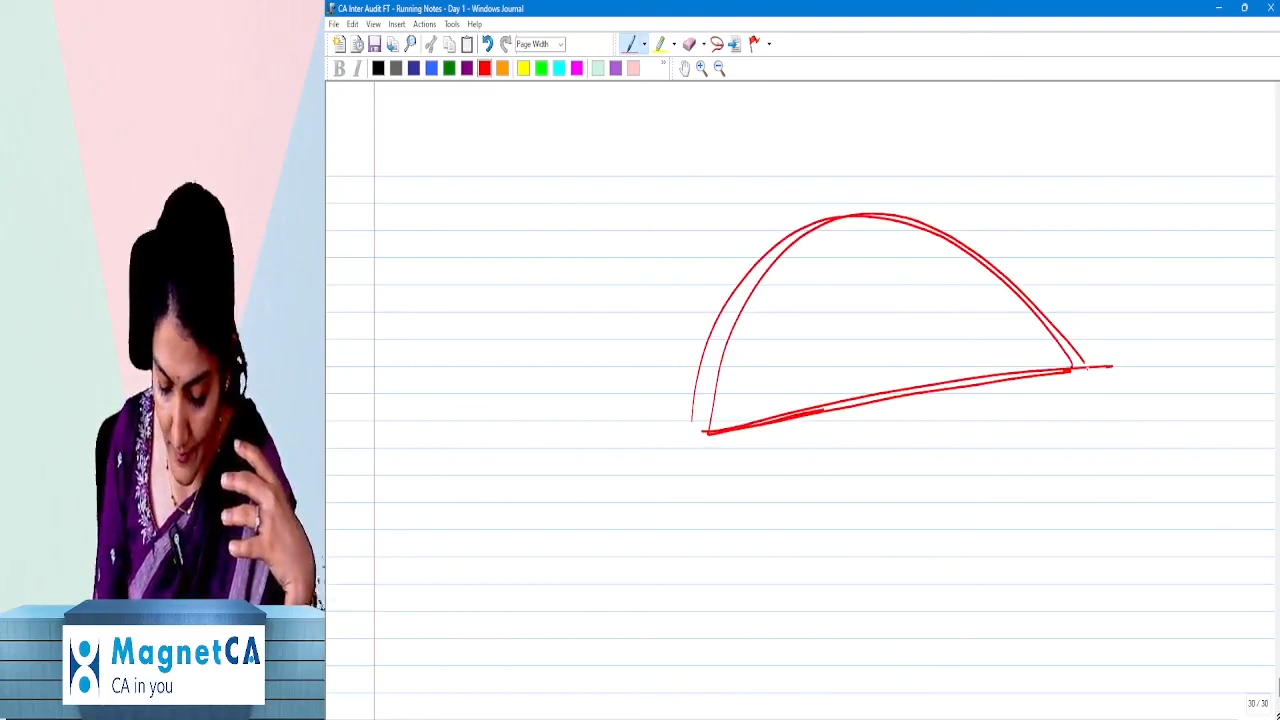 CA Inter Audit FT - Running Notes - Day 1 - Windows Journal
File Edit View Insert Actions Tools Help
Page Width
B I
MagnetCA
CA in you
30 / 30